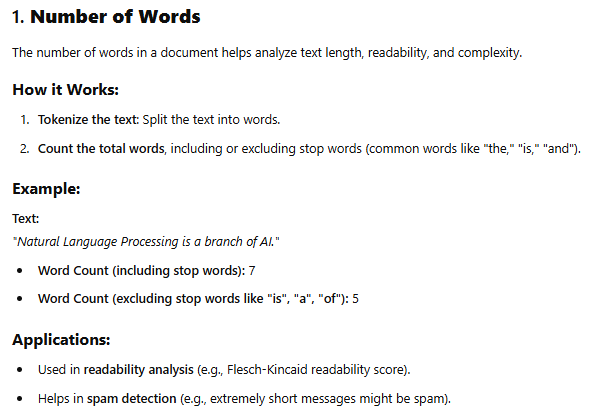 1. Number of Words
The number of words in a document helps analyze text length, readability, and complexity.
How it Works:
1. Tokenize the text: Split the text into words.
2. Count the total words, including or excluding stop words (common words like "the," "is," "and").
Example:
Text:
"Natural Language Processing is a branch of AI."
• Word Count (including stop words): 7
• Word Count (excluding stop words like "is", "a", "of"): 5
Applications:
• Used in readability analysis (e.g., Flesch-Kincaid readability score).
• Helps in spam detection (e.g., extremely short messages might be spam).